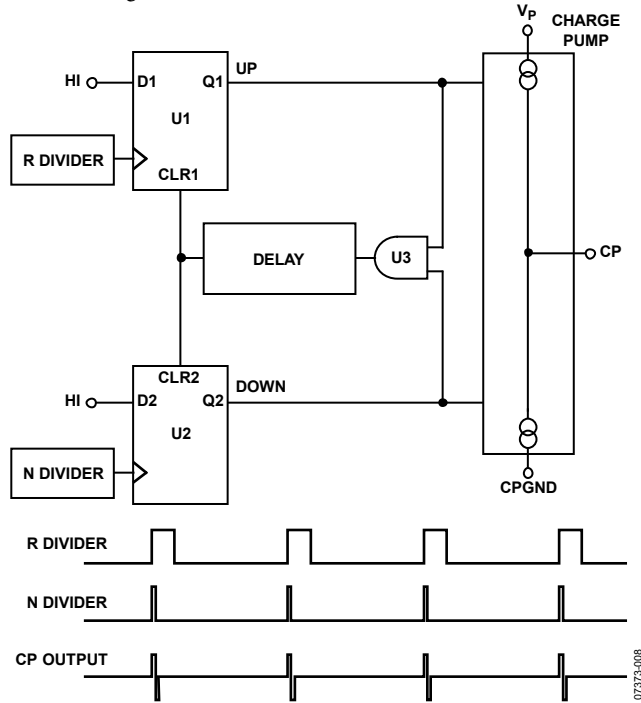 V_P
CHARGE
PUMP
UP
HI
D1
Q1
U1
R DIVIDER
CLR1
DELAY
U3
CP
CLR2
DOWN
HI
D2
Q2
U2
N DIVIDER
CPGND
R DIVIDER
N DIVIDER
CP OUTPUT
07373-008